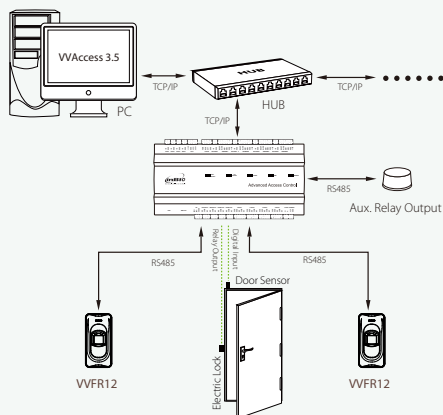 VVAccess 3.5
PC
TCP/IP
HUB
HUB
TCP/IP
TCP/IP
Advanced Access Control
RS485
Aux. Relay Output
RS485
Relay Output
Digital Input
RS485
Door Sensor
Electric Lock
VVFR12
VVFR12